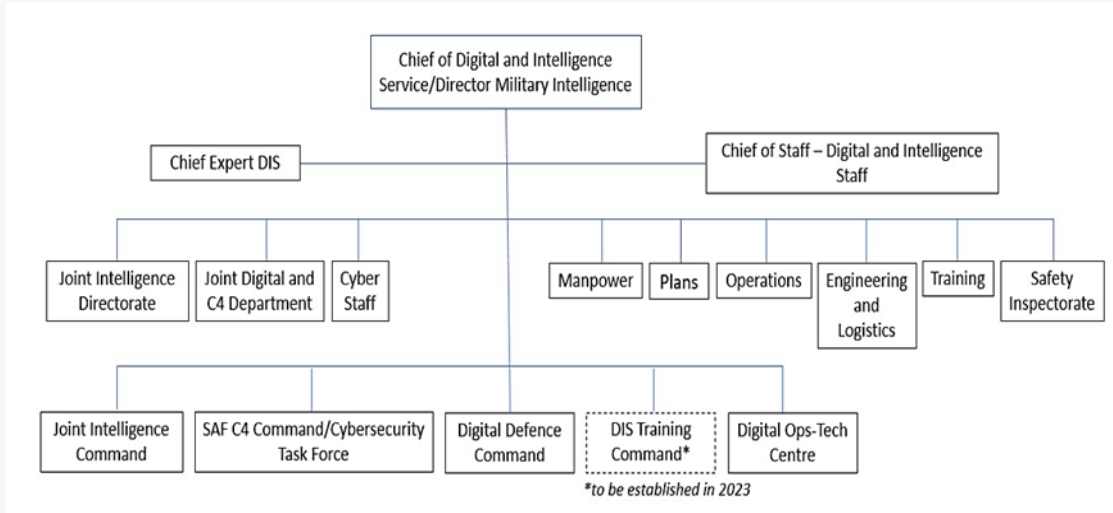 Chief of Digital and Intelligence
Service/Director Military Intelligence
Chief Expert DIS
Chief of Staff – Digital and Intelligence
Staff
Joint Intelligence
Directorate
Joint Digital and
C4 Department
Cyber
Staff
Manpower
Plans
Operations
Engineering
and
Logistics
Training
Safety
Inspectorate
Joint Intelligence
Command
SAF C4 Command/Cybersecurity
Task Force
Digital Defence
Command
DIS Training
Command*
Digital Ops-Tech
Centre
*to be established in 2023